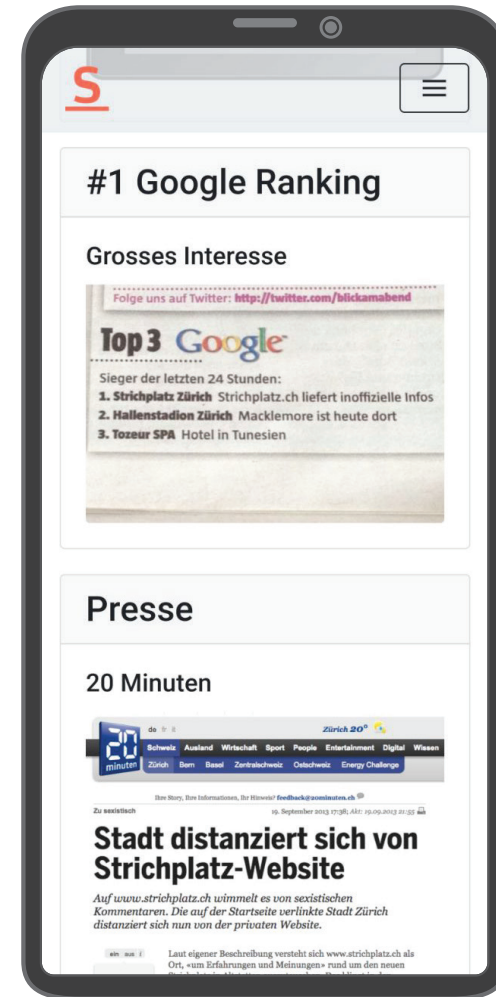 S
#1 Google Ranking
Grosses Interesse
Folge uns auf Twitter: http://twitter.com/blickamabend
Top 3 Google
Sieger der letzten 24 Stunden:
1. Strichplatz Zürich Strichplatz.ch liefert inoffizielle Infos
2. Hallenstadion Zürich Macklemore ist heute dort
3. Tozeur SPA Hotel in Tunesien
Presse
20 Minuten
Zürich 20°
20
minuten
Schweiz Ausland Wirtschaft Sport People Entertainment Digital Wissen
Zürich Bern Basel Zentralschweiz Ostschweiz Energy Challenge
Ihre Story, Ihre Informationen, Ihr Hinweis? feedback@20minuten.ch
Zu sexistisch
19. September 2013 17:38; Akt: 19.09.2013 21:55
Stadt distanziert sich von
Strichplatz-Website
Auf www.strichplatz.ch wimmelt es von sexistischen
Kommentaren. Die auf der Startseite verlinkte Stadt Zürich
distanziert sich nun von der privaten Website.
ein aus i
Laut eigener Beschreibung versteht sich www.strichplatz.ch als
Ort, «um Erfahrungen und Meinungen» rund um den neuen